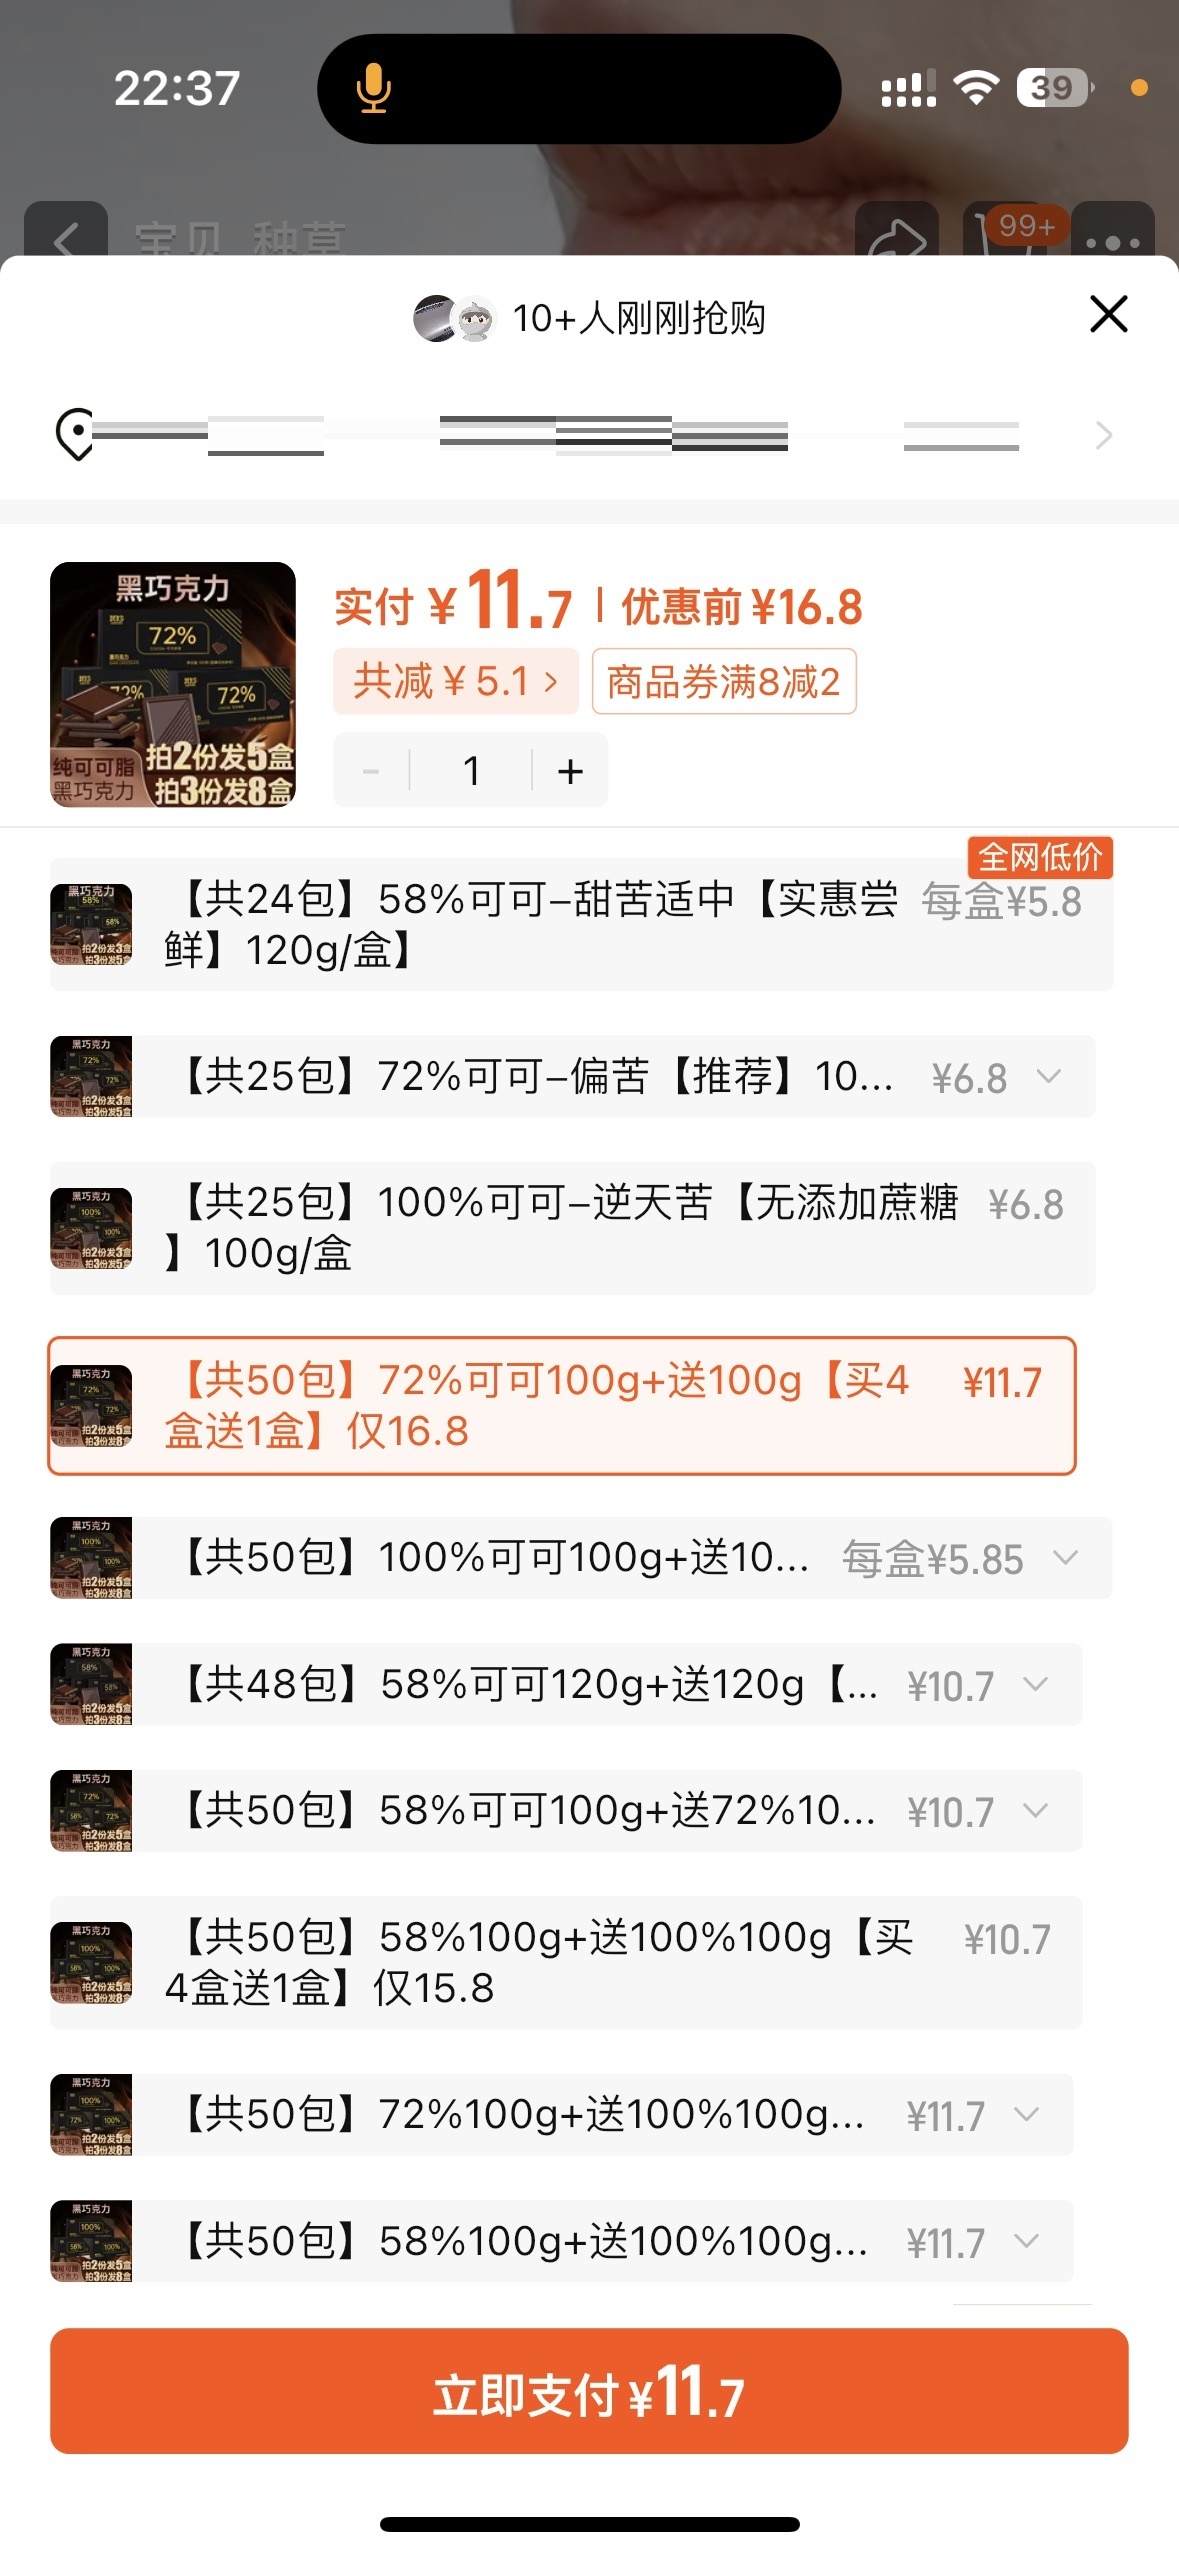 22:37
39
宝贝 种草
99+
10+人刚刚抢购
黑巧克力
72%
72%
72%
纯可可脂
黑巧克力
拍2份发5盒
拍3份发8盒
实付 ¥11.7 | 优惠前 ¥16.8
共减 ¥ 5.1 >
商品券满8减2
- 1 +
全网低价
【共24包】58%可可–甜苦适中【实惠尝
鲜】120g/盒】
每盒¥5.8
【共25包】72%可可–偏苦【推荐】10...
¥6.8
【共25包】100%可可–逆天苦【无添加蔗糖
】100g/盒
¥6.8
【共50包】72%可可100g+送100g【买4
盒送1盒】仅16.8
¥11.7
【共50包】100%可可100g+送10...
每盒¥5.85
【共48包】58%可可120g+送120g【...
¥10.7
【共50包】58%可可100g+送72%10...
¥10.7
【共50包】58%100g+送100%100g【买
4盒送1盒】仅15.8
¥10.7
【共50包】72%100g+送100%100g...
¥11.7
【共50包】58%100g+送100%100g...
¥11.7
立即支付 ¥11.7